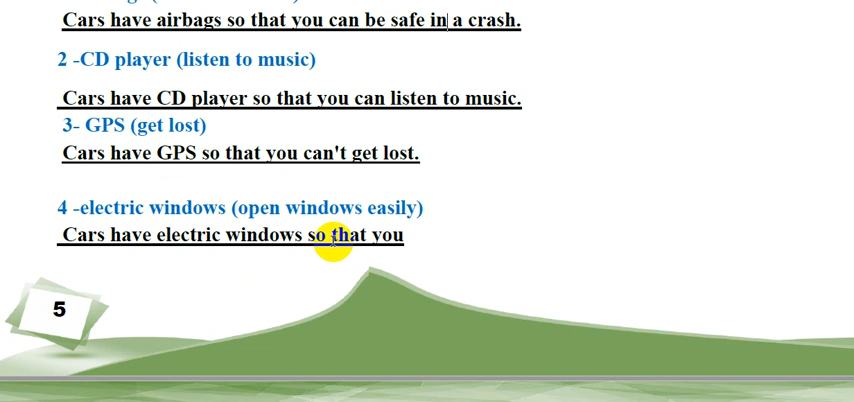 Cars have airbags so that you can be safe in a crash.
2 -CD player (listen to music)
Cars have CD player so that you can listen to music.
3- GPS (get lost)
Cars have GPS so that you can't get lost.
4 -electric windows (open windows easily)
Cars have electric windows so that you
5